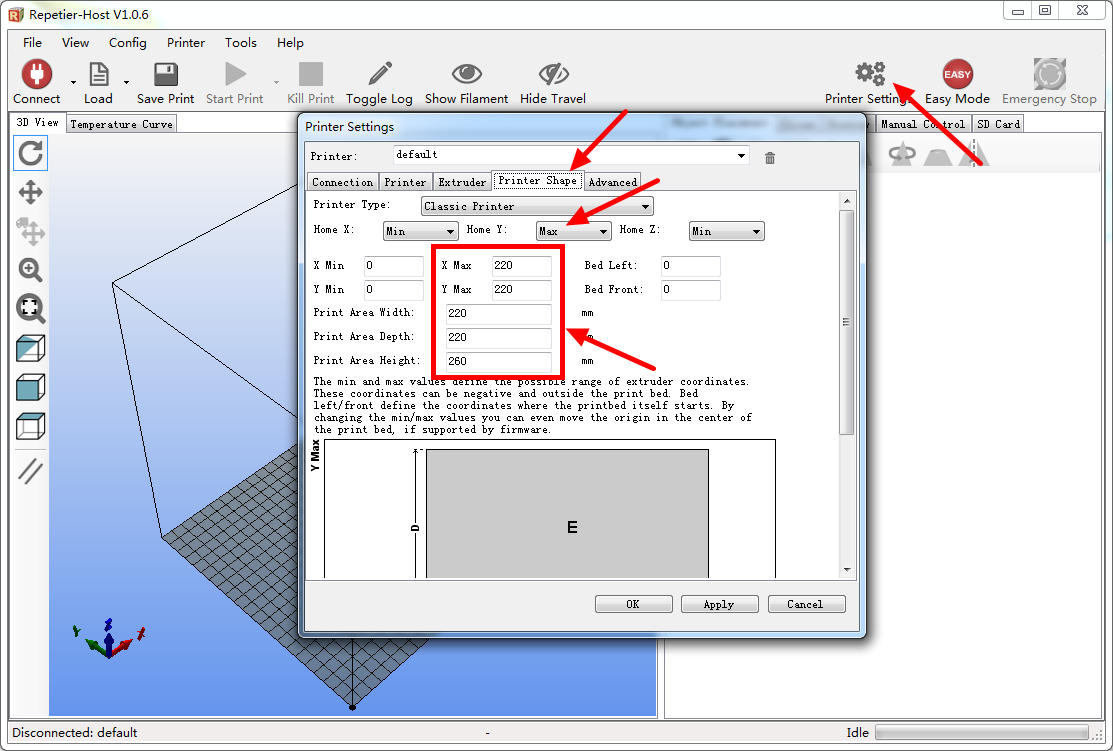 Repetier-Host V1.0.6
File View Config Printer Tools Help
Connect Load Save Print Start Print Kill Print Toggle Log Show Filament Hide Travel Printer Settings Easy Mode Emergency Stop
EASY
3D View Temperature Curve Manual Control SD Card
Printer Settings
Printer: default
Connection Printer Extruder Printer Shape Advanced
Printer Type: Classic Printer
Home X: Min Home Y: Max Home Z: Min
X Min 0 X Max 220 Bed Left: 0
Y Min 0 Y Max 220 Bed Front: 0
Print Area Width: 220 mm
Print Area Depth: 220 mm
Print Area Height: 260 mm
The min and max values define the possible range of extruder coordinates.
These coordinates can be negative and outside the print bed. Bed
left/front define the coordinates where the printbed itself starts. By
changing the min/max values you can even move the origin in the center of
the print bed, if supported by firmware.
Y Max
D
E
OK Apply Cancel
Y Z X
Disconnected: default - Idle